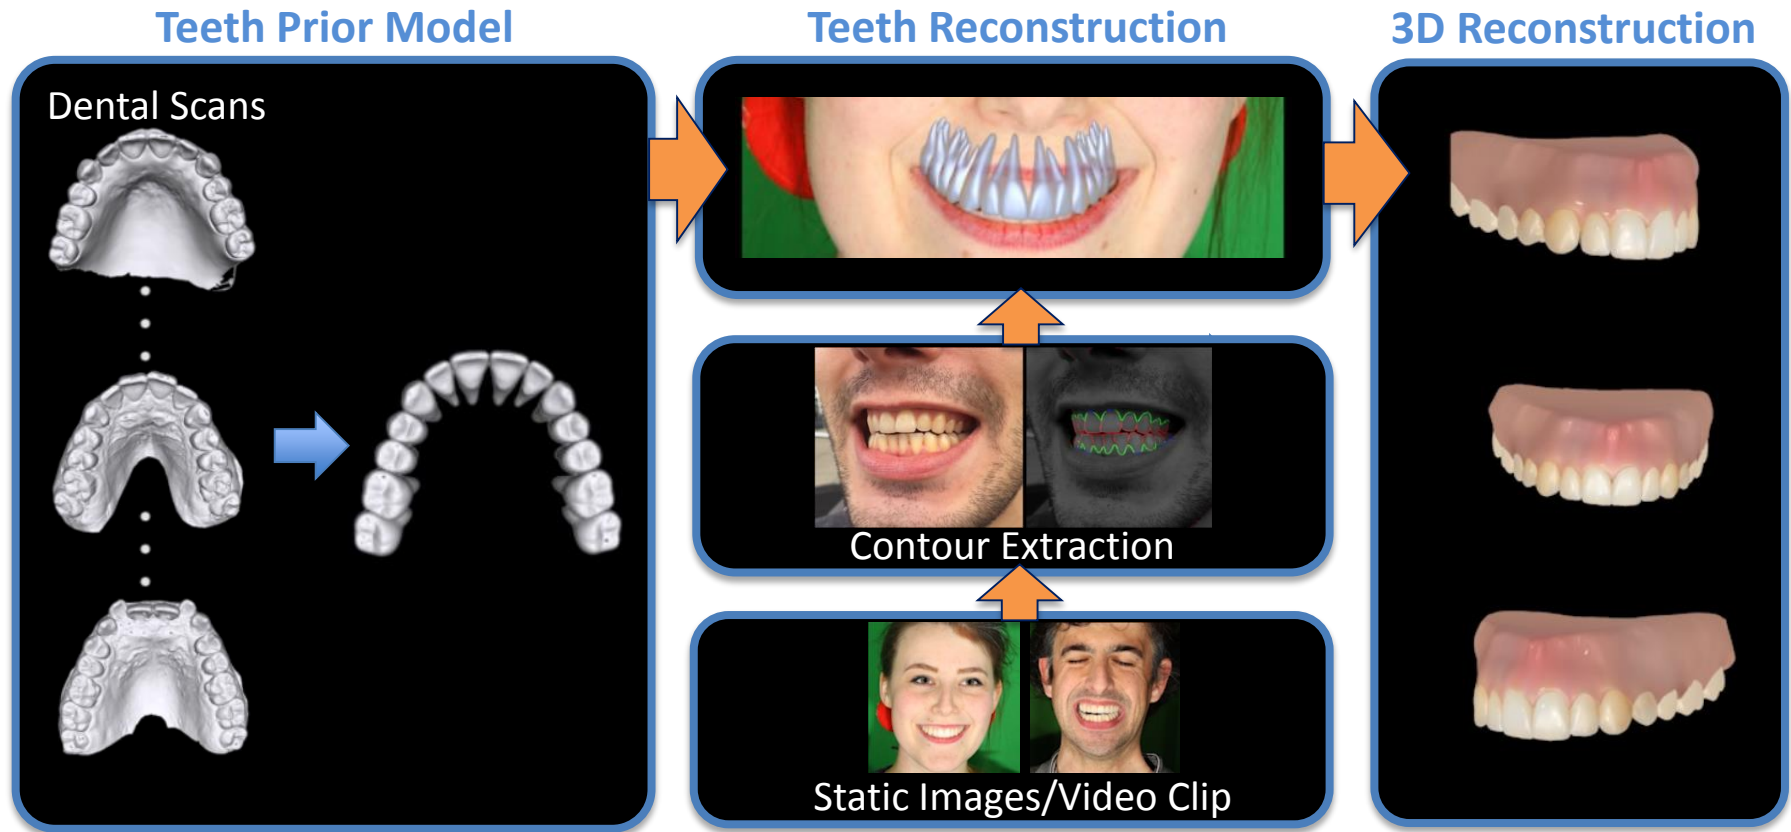 Teeth Prior Model
Teeth Reconstruction
3D Reconstruction
Dental Scans
Contour Extraction
Static Images/Video Clip